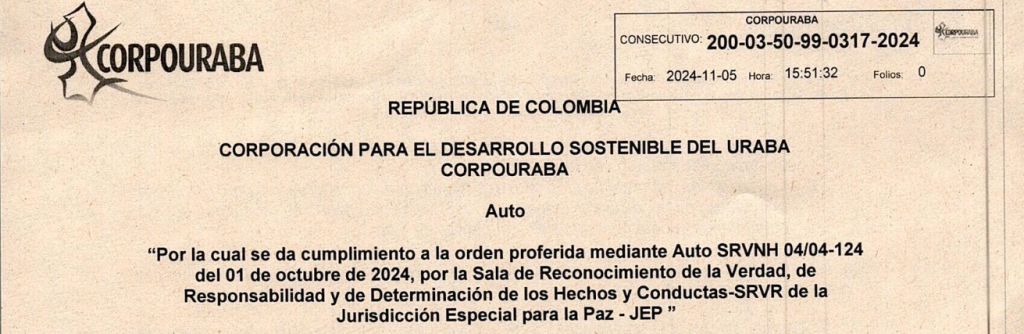 CORPOURABA
CORPOURABA
CONSECUTIVO: 200-03-50-99-0317-2024
Fecha: 2024-11-05 Hora: 15:51:32 Folios: 0
REPÚBLICA DE COLOMBIA
CORPORACIÓN PARA EL DESARROLLO SOSTENIBLE DEL URABA
CORPOURABA
Auto
“Por la cual se da cumplimiento a la orden proferida mediante Auto SRVNH 04/04-124
del 01 de octubre de 2024, por la Sala de Reconocimiento de la Verdad, de
Responsabilidad y de Determinación de los Hechos y Conductas-SRVR de la
Jurisdicción Especial para la Paz - JEP ”